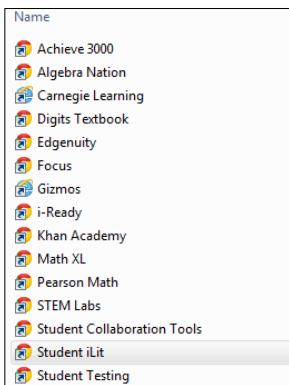 Name
Achieve 3000
Algebra Nation
Carnegie Learning
Digits Textbook
Edgenuity
Focus
Gizmos
i-Ready
Khan Academy
Math XL
Pearson Math
STEM Labs
Student Collaboration Tools
Student iLit
Student Testing